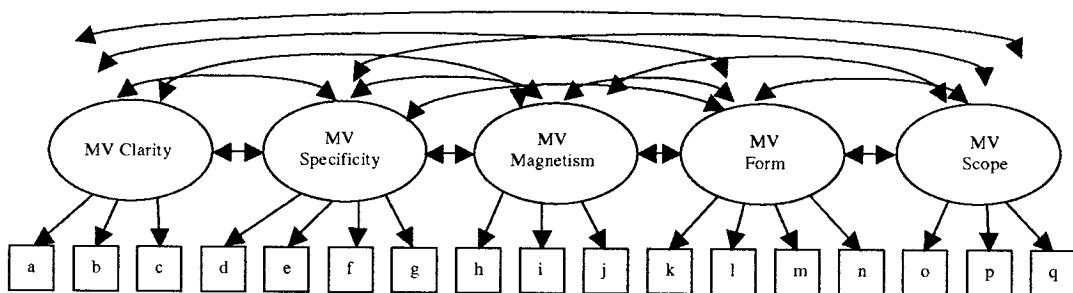 MV Clarity
MV
Specificity
MV
Magnetism
MV
Form
MV
Scope
a b c d e f g h i j k l m n o p q